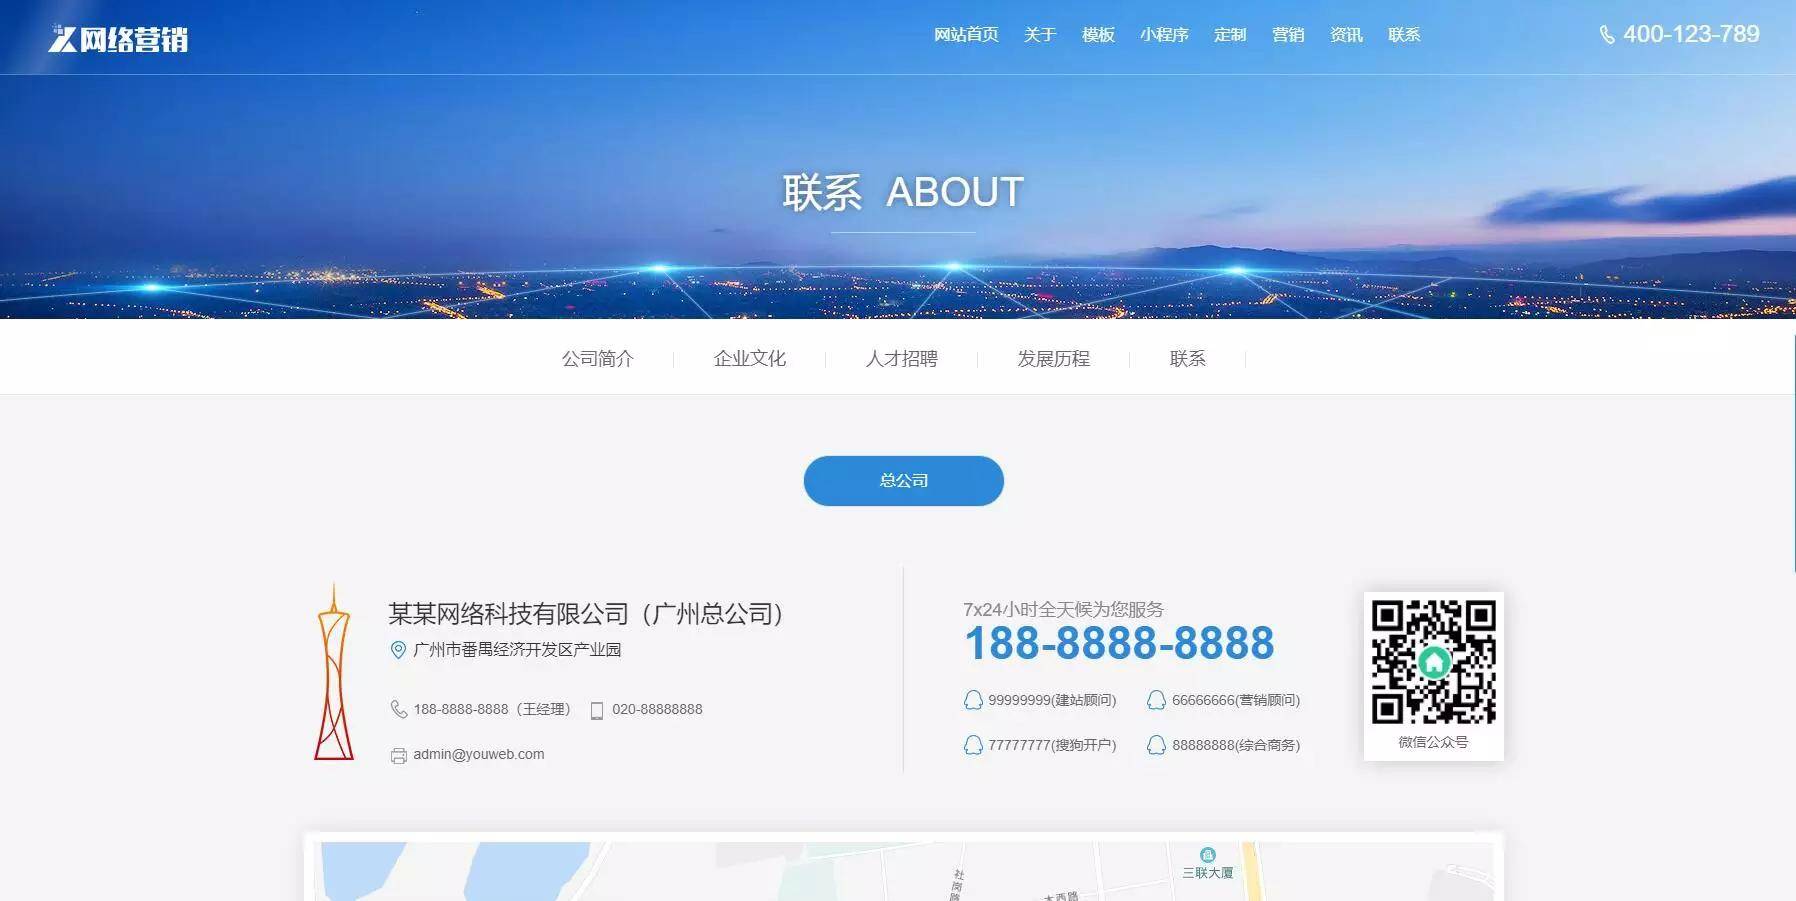 网络营销
网站首页 关于 模板 小程序 定制 营销 资讯 联系
400-123-789
联系 ABOUT
公司简介 企业文化 人才招聘 发展历程 联系
总公司
某某网络科技有限公司（广州总公司）
广州市番禺经济开发区产业园
188-8888-8888（王经理） 020-88888888
admin@youweb.com
7x24小时全天候为您服务
188-8888-8888
99999999(建站顾问) 66666666(营销顾问)
77777777(搜狗开户) 88888888(综合商务)
微信公众号
三联大厦
社岗路
西路